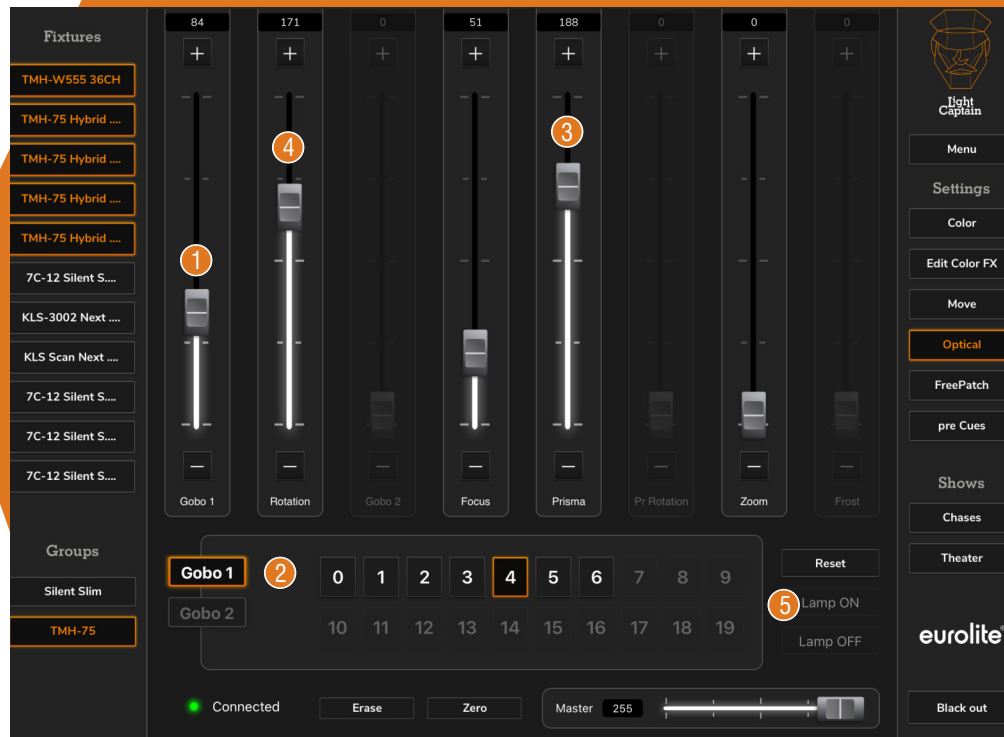 Fixtures
TMH-W555 36CH
TMH-75 Hybrid ....
TMH-75 Hybrid ....
TMH-75 Hybrid ....
TMH-75 Hybrid ....
7C-12 Silent S....
KLS-3002 Next ....
KLS Scan Next ....
7C-12 Silent S....
7C-12 Silent S....
7C-12 Silent S....
Groups
Silent Slim
TMH-75
84 171 0 51 188 0 0 0
+ + + + + + + +
3
4
1
− − − − − − − −
Gobo 1 Rotation Gobo 2 Focus Prisma Pr Rotation Zoom Frost
Gobo 1 2 0 1 2 3 4 5 6 7 8 9
Gobo 2 10 11 12 13 14 15 16 17 18 19
Reset
5 Lamp ON
Lamp OFF
Connected Erase Zero Master 255
Light
Captain
Menu
Settings
Color
Edit Color FX
Move
Optical
FreePatch
pre Cues
Shows
Chases
Theater
eurolite®
Black out